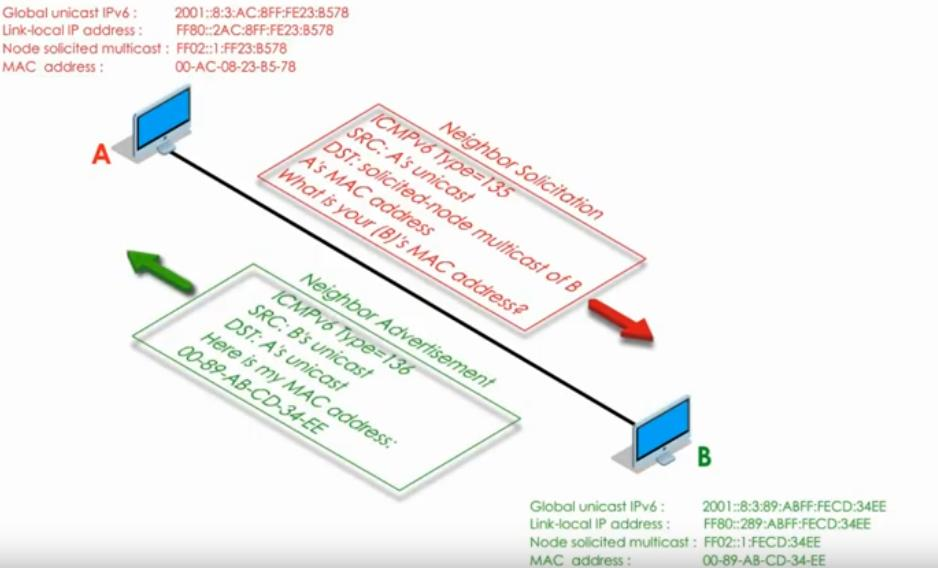 Global unicast IPv6 : 2001::8:3:AC:8FF:FE23:B578
Link-local IP address : FF80::2AC:8FF:FE23:B578
Node solicited multicast : FF02::1:FF23:B578
MAC address : 00-AC-08-23-B5-78
A
Neighbor Solicitation
ICMPv6 Type=135
SRC: A's unicast
DST: solicited-node multicast of B
A's MAC address
What is your (B)'s MAC address?
Neighbor Advertisement
ICMPv6 Type=136
SRC: B's unicast
DST: A's unicast
Here is my MAC address:
00-89-AB-CD-34-EE
B
Global unicast IPv6 : 2001::8:3:89:ABFF:FECD:34EE
Link-local IP address : FF80::289:ABFF:FECD:34EE
Node solicited multicast : FF02::1:FECD:34EE
MAC address : 00-89-AB-CD-34-EE